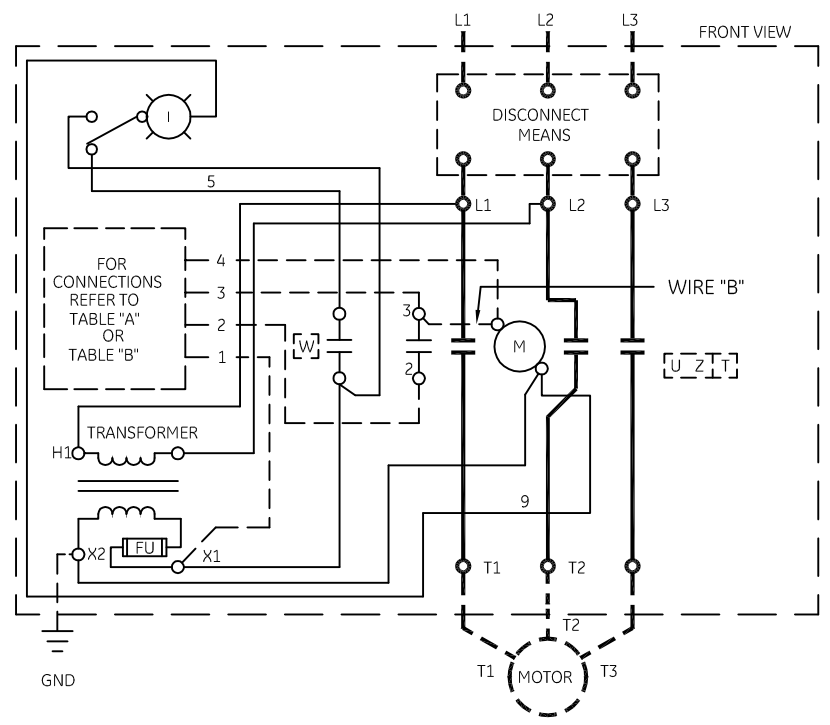 L1
L2
L3
FRONT VIEW
I
DISCONNECT
MEANS
5
L1
L2
L3
FOR
CONNECTIONS
REFER TO
TABLE "A"
OR
TABLE "B"
4
3
2
1
WIRE "B"
3
W
M
2
U Z T
TRANSFORMER
H1
9
FU
X2
X1
T1
T2
T2
T1
MOTOR
T3
GND